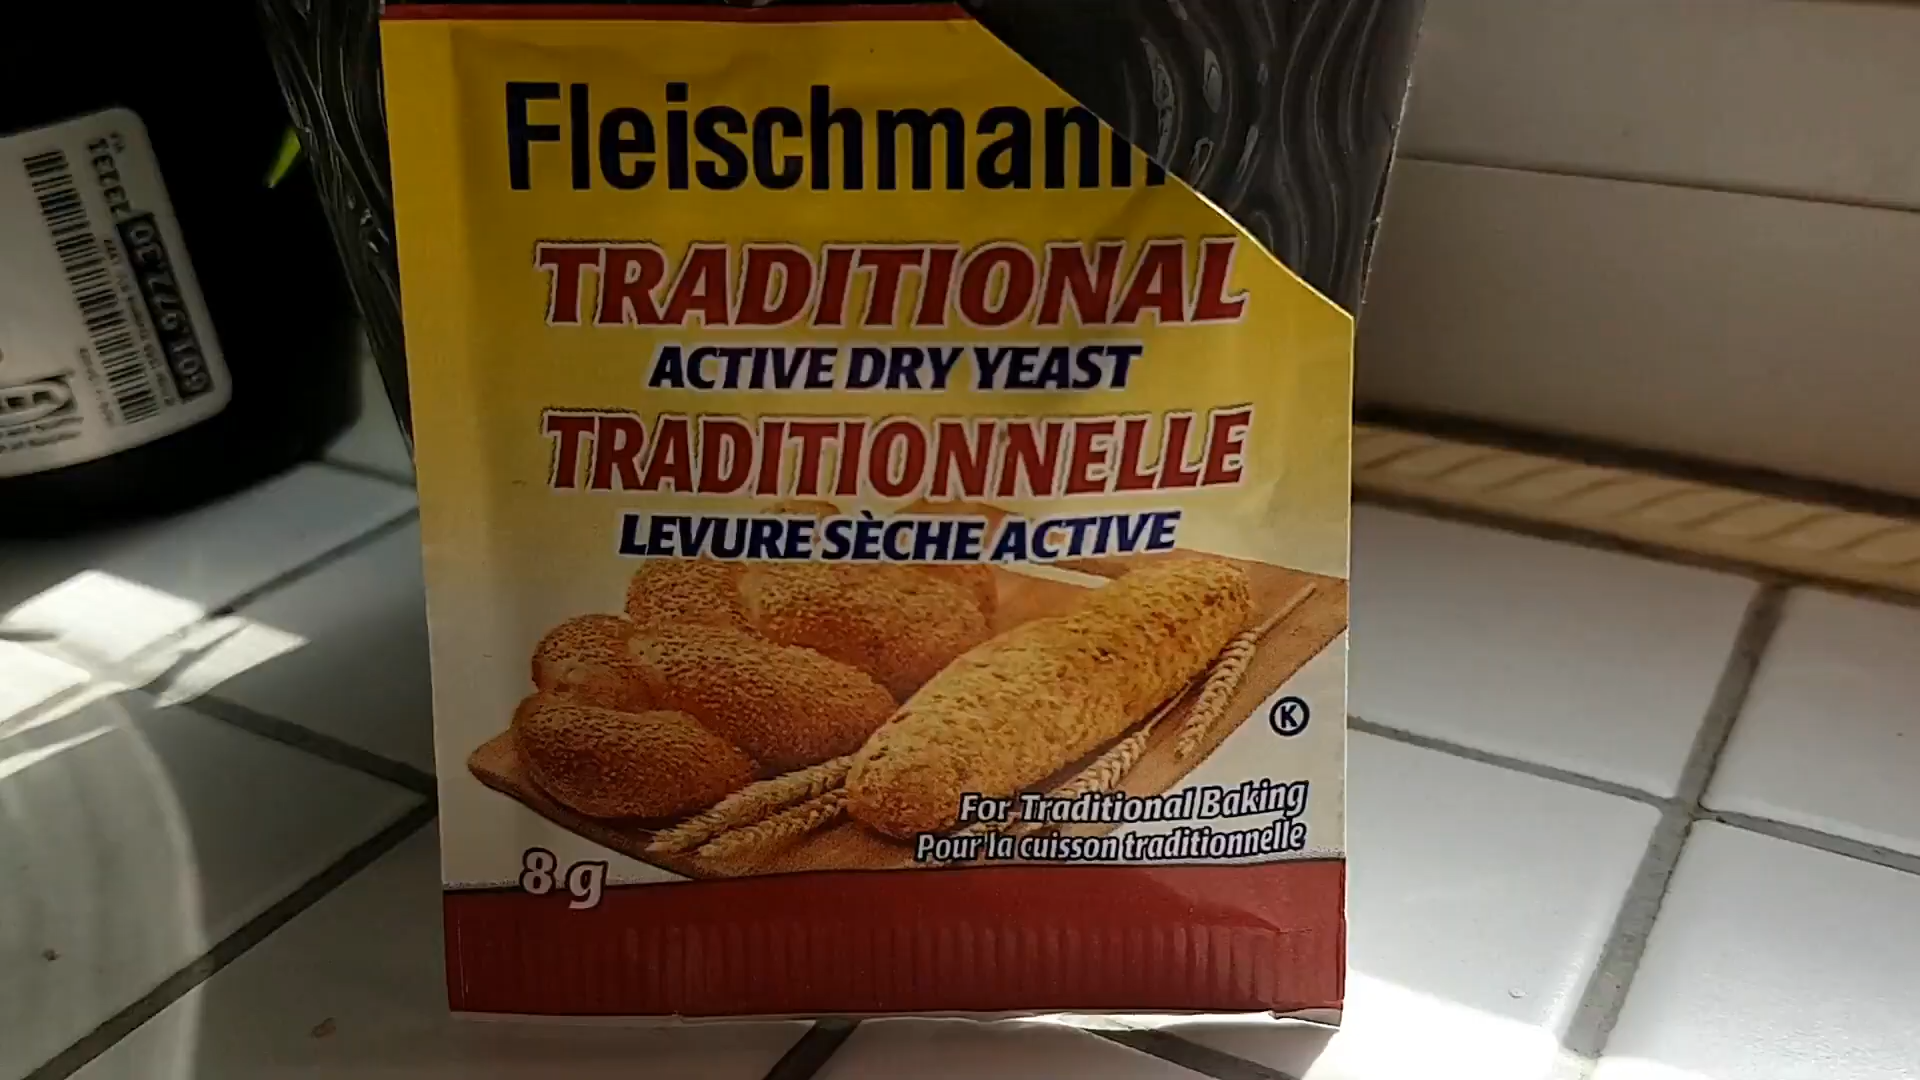 Fleischmann
TRADITIONAL
ACTIVE DRY YEAST
TRADITIONNELLE
LEVURE SÈCHE ACTIVE
K
For Traditional Baking
Pour la cuisson traditionnelle
8 g